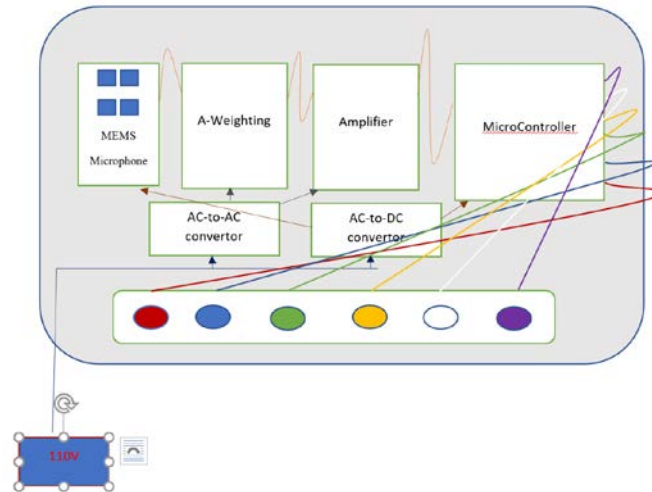 MEMS
Microphone
A-Weighting
Amplifier
MicroController
AC-to-AC
convertor
AC-to-DC
convertor
110V